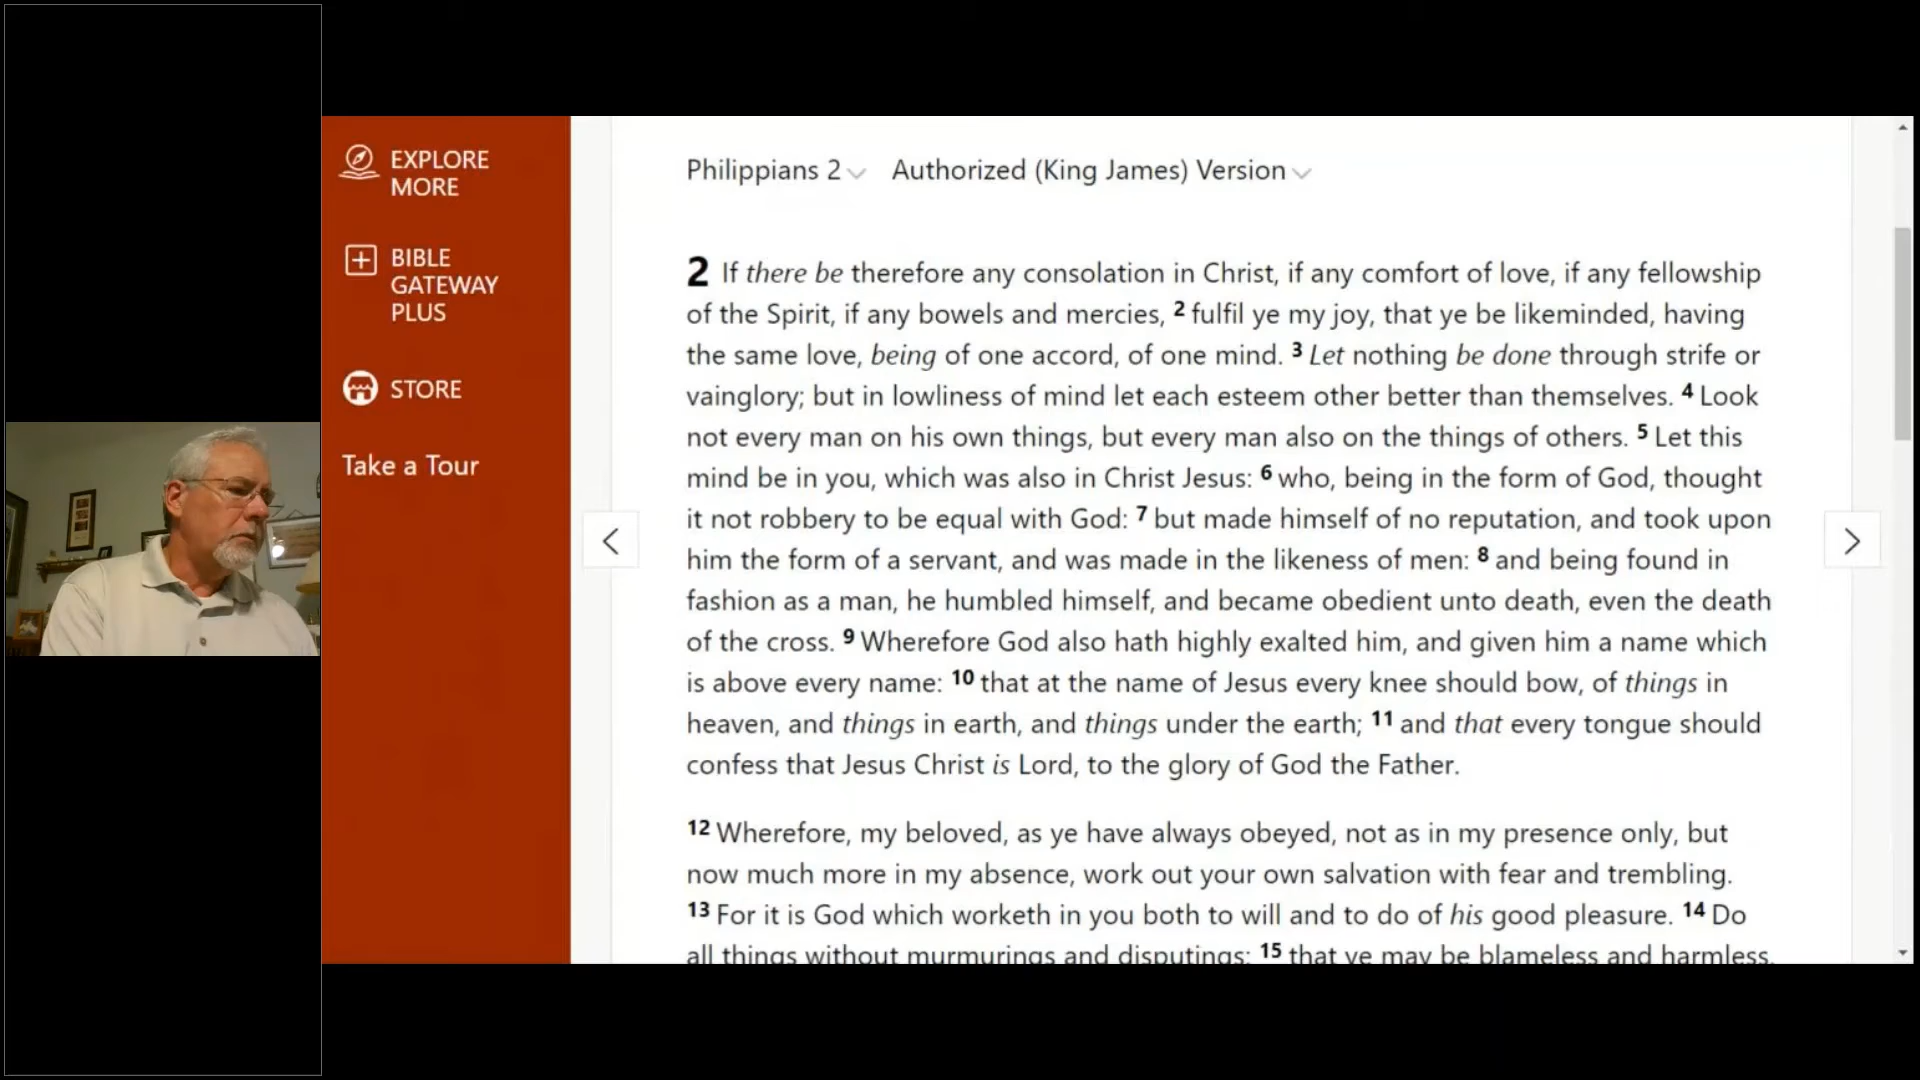 EXPLORE
MORE
BIBLE
GATEWAY
PLUS
STORE
Take a Tour
Philippians 2 Authorized (King James) Version
2 If there be therefore any consolation in Christ, if any comfort of love, if any fellowship
of the Spirit, if any bowels and mercies, 2 fulfil ye my joy, that ye be likeminded, having
the same love, being of one accord, of one mind. 3 Let nothing be done through strife or
vainglory; but in lowliness of mind let each esteem other better than themselves. 4 Look
not every man on his own things, but every man also on the things of others. 5 Let this
mind be in you, which was also in Christ Jesus: 6 who, being in the form of God, thought
it not robbery to be equal with God: 7 but made himself of no reputation, and took upon
him the form of a servant, and was made in the likeness of men: 8 and being found in
fashion as a man, he humbled himself, and became obedient unto death, even the death
of the cross. 9 Wherefore God also hath highly exalted him, and given him a name which
is above every name: 10 that at the name of Jesus every knee should bow, of things in
heaven, and things in earth, and things under the earth; 11 and that every tongue should
confess that Jesus Christ is Lord, to the glory of God the Father.
12 Wherefore, my beloved, as ye have always obeyed, not as in my presence only, but
now much more in my absence, work out your own salvation with fear and trembling.
13 For it is God which worketh in you both to will and to do of his good pleasure. 14 Do
all things without murmurings and disputings: 15 that ye may be blameless and harmless,